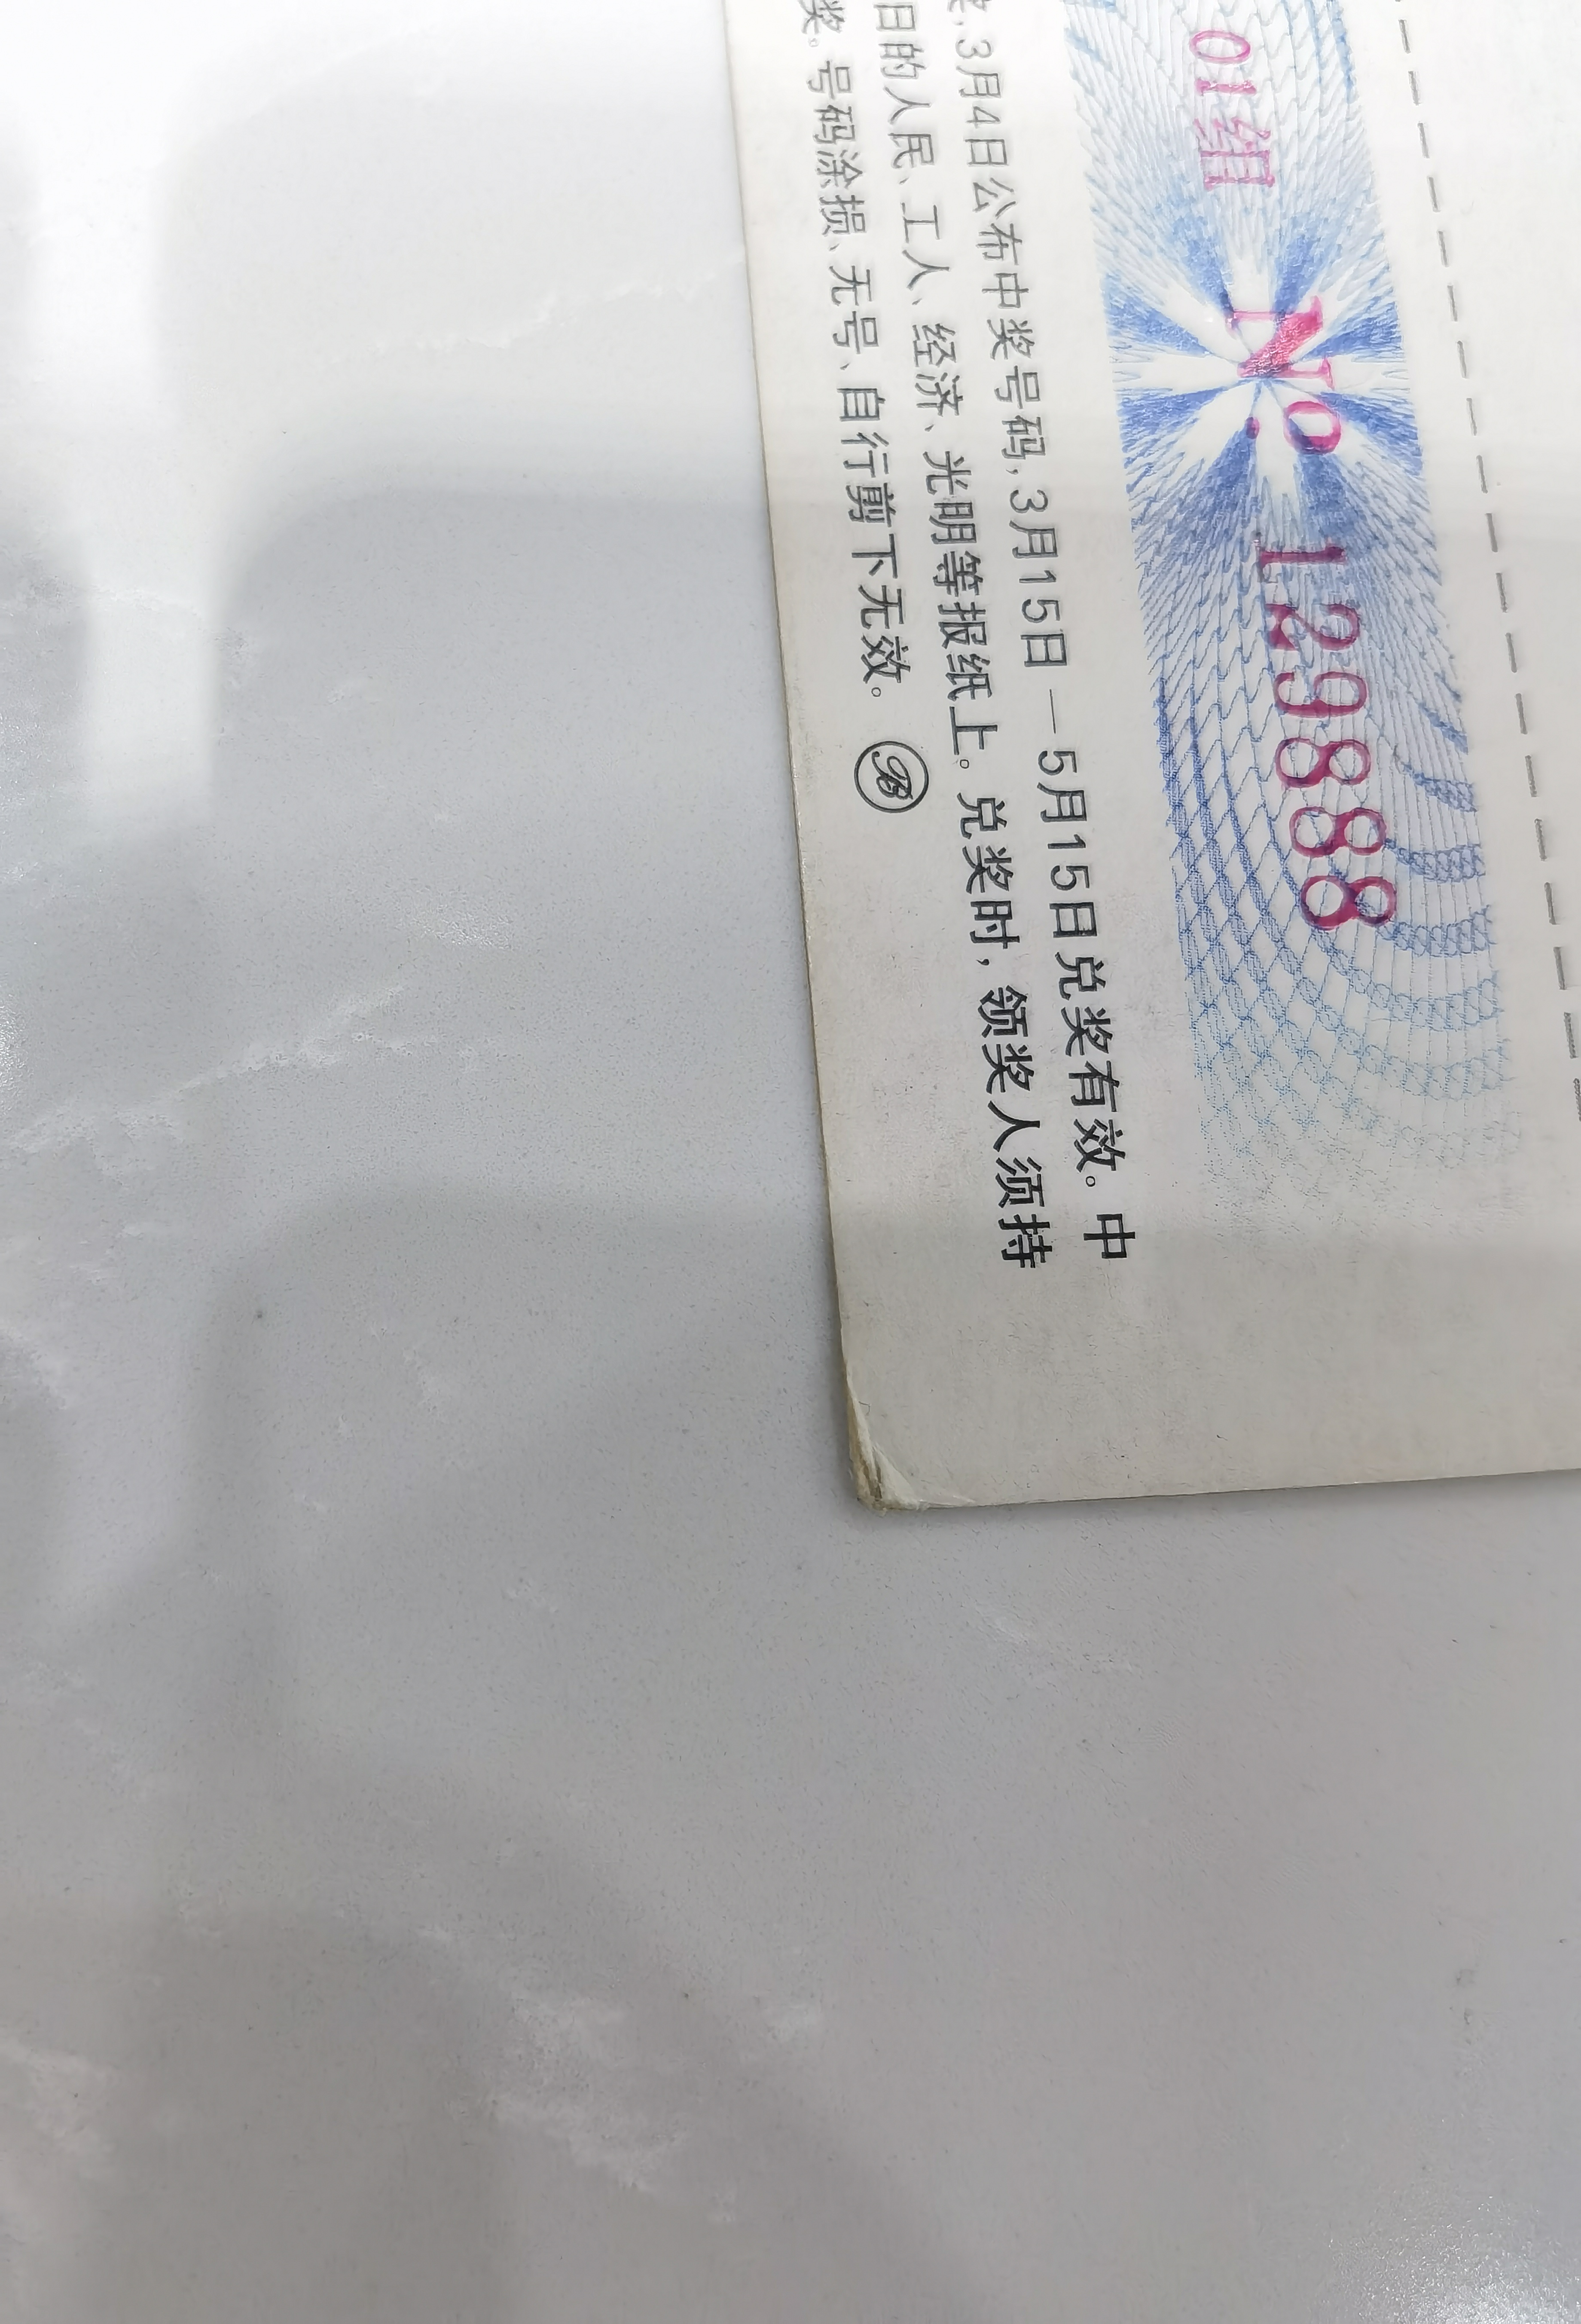 01组 No. 129888
奖,3月4日公布中奖号码,3月15日—5月15日兑奖有效。中
日的人民、工人、经济、光明等报纸上。兑奖时,领奖人须持
奖。号码涂损、无号、自行剪下无效。